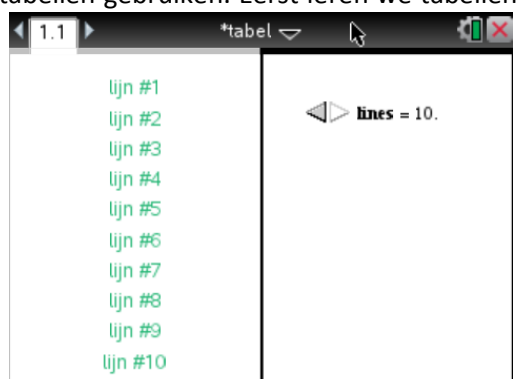 tabellen gebruiken. Eerst leren we tabellen
1.1 *tabel
lijn #1
lijn #2
lijn #3
lijn #4
lijn #5
lijn #6
lijn #7
lijn #8
lijn #9
lijn #10
lines = 10.